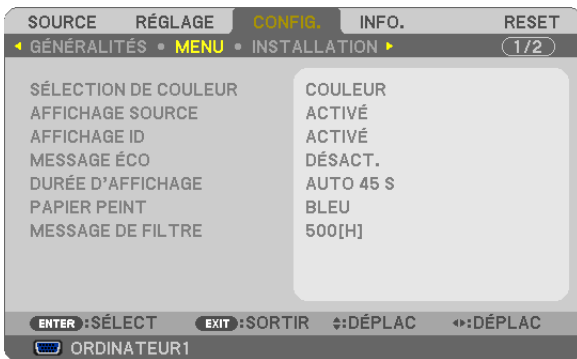 SOURCE RÉGLAGE CONFIG. INFO. RESET
GÉNÉRALITÉS • MENU • INSTALLATION 1/2
SÉLECTION DE COULEUR COULEUR
AFFICHAGE SOURCE ACTIVÉ
AFFICHAGE ID ACTIVÉ
MESSAGE ÉCO DÉSACT.
DURÉE D'AFFICHAGE AUTO 45 S
PAPIER PEINT BLEU
MESSAGE DE FILTRE 500[H]
ENTER :SÉLECT EXIT :SORTIR :DÉPLAC :DÉPLAC
ORDINATEUR1